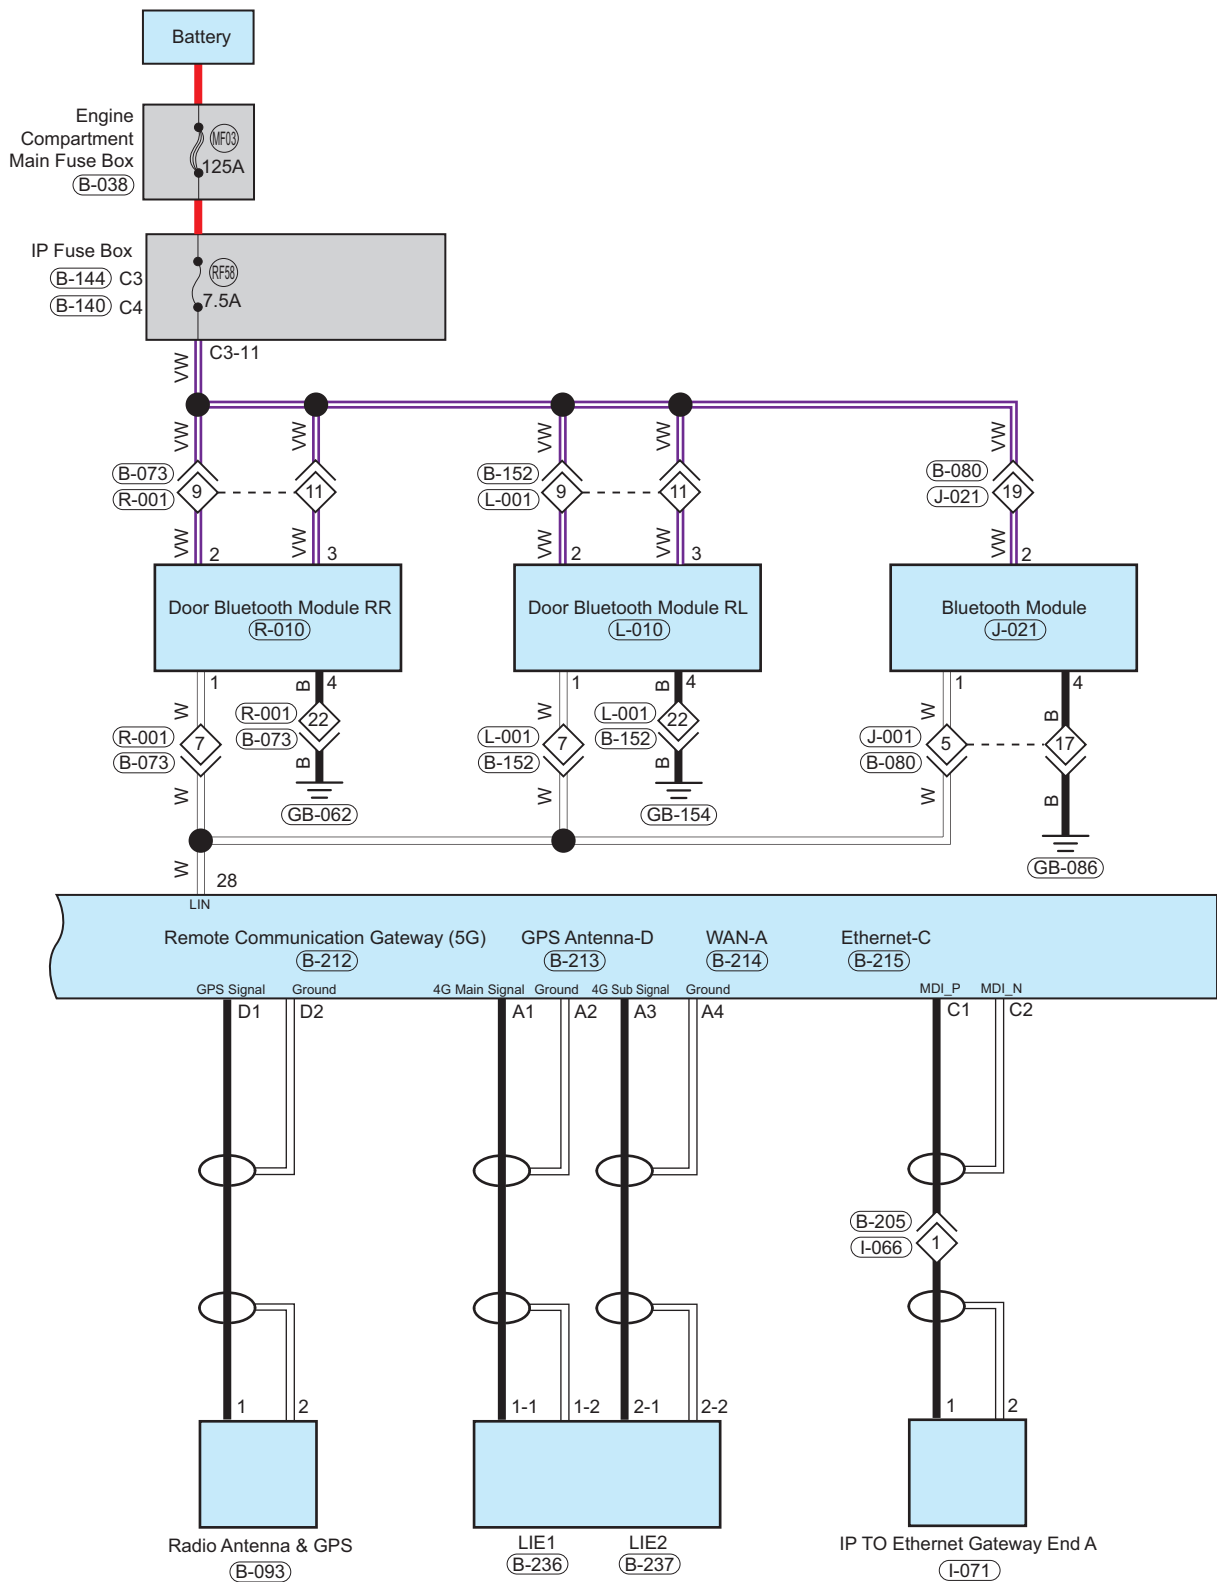 Battery
Engine
Compartment
Main Fuse Box
B-038
MF03
125A
IP Fuse Box
B-144 C3
B-140 C4
RF58
7.5A
C3-11
VW
VW VW VW VW
B-073
R-001
9 11
B-152
L-001
9 11
B-080
J-021
19
VW VW VW VW VW
2 3 2 3 2
Door Bluetooth Module RR
R-010
Door Bluetooth Module RL
L-010
Bluetooth Module
J-021
1 4 1 4 1 4
W B W B W B
R-001
B-073
7
R-001
B-073
22
L-001
B-152
7
L-001
B-152
22
J-001
B-080
5 17
W B W B W B
GB-062
GB-154
GB-086
W
28
LIN
Remote Communication Gateway (5G)
B-212
GPS Antenna-D
B-213
WAN-A
B-214
Ethernet-C
B-215
GPS Signal Ground 4G Main Signal Ground 4G Sub Signal Ground MDI_P MDI_N
D1 D2 A1 A2 A3 A4 C1 C2
B-205
I-066
1
1 2 1-1 1-2 2-1 2-2 1 2
Radio Antenna & GPS
B-093
LIE1
B-236
LIE2
B-237
IP TO Ethernet Gateway End A
I-071